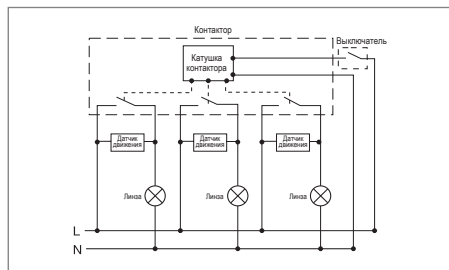 Контактор
Выключатель
Катушка
контактора
Датчик
движения
Датчик
движения
Датчик
движения
Линза
Линза
Линза
L
N